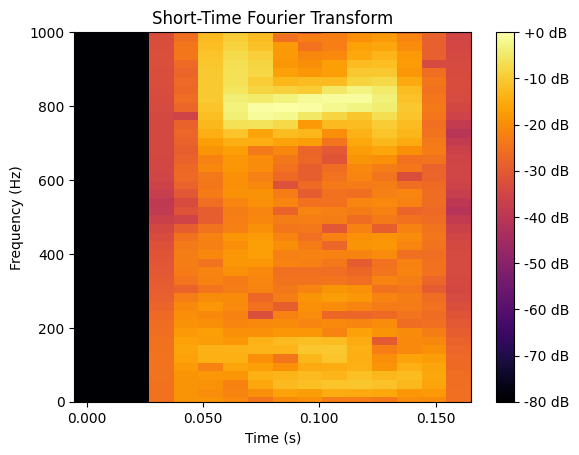 Short-Time Fourier Transform
Frequency (Hz)
1000
800
600
400
200
0
0.000 0.050 0.100 0.150
Time (s)
+0 dB
-10 dB
-20 dB
-30 dB
-40 dB
-50 dB
-60 dB
-70 dB
-80 dB